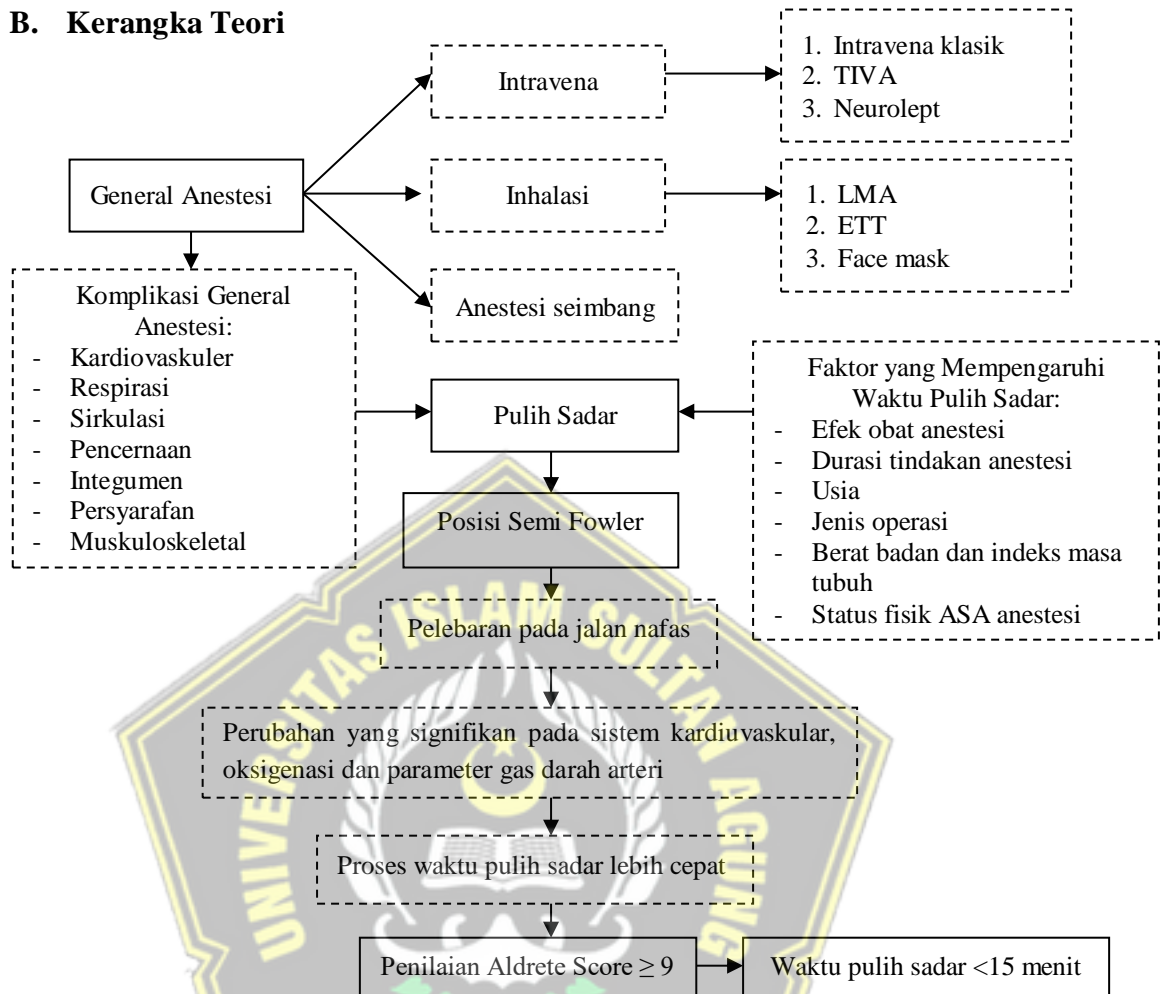 B. Kerangka Teori
Intravena
1. Intravena klasik
2. TIVA
3. Neurolept
General Anestesi
Inhalasi
1. LMA
2. ETT
3. Face mask
Anestesi seimbang
Komplikasi General
Anestesi:
- Kardiovaskuler
- Respirasi
- Sirkulasi
- Pencernaan
- Integumen
- Persyarafan
- Muskuloskeletal
Pulih Sadar
Faktor yang Mempengaruhi
Waktu Pulih Sadar:
- Efek obat anestesi
- Durasi tindakan anestesi
- Usia
- Jenis operasi
- Berat badan dan indeks masa
tubuh
- Status fisik ASA anestesi
Posisi Semi Fowler
Pelebaran pada jalan nafas
Perubahan yang signifikan pada sistem kardiuvaskular,
oksigenasi dan parameter gas darah arteri
Proses waktu pulih sadar lebih cepat
Penilaian Aldrete Score ≥ 9
Waktu pulih sadar <15 menit
UNIVERSITAS ISLAM SULTAN AGUNG